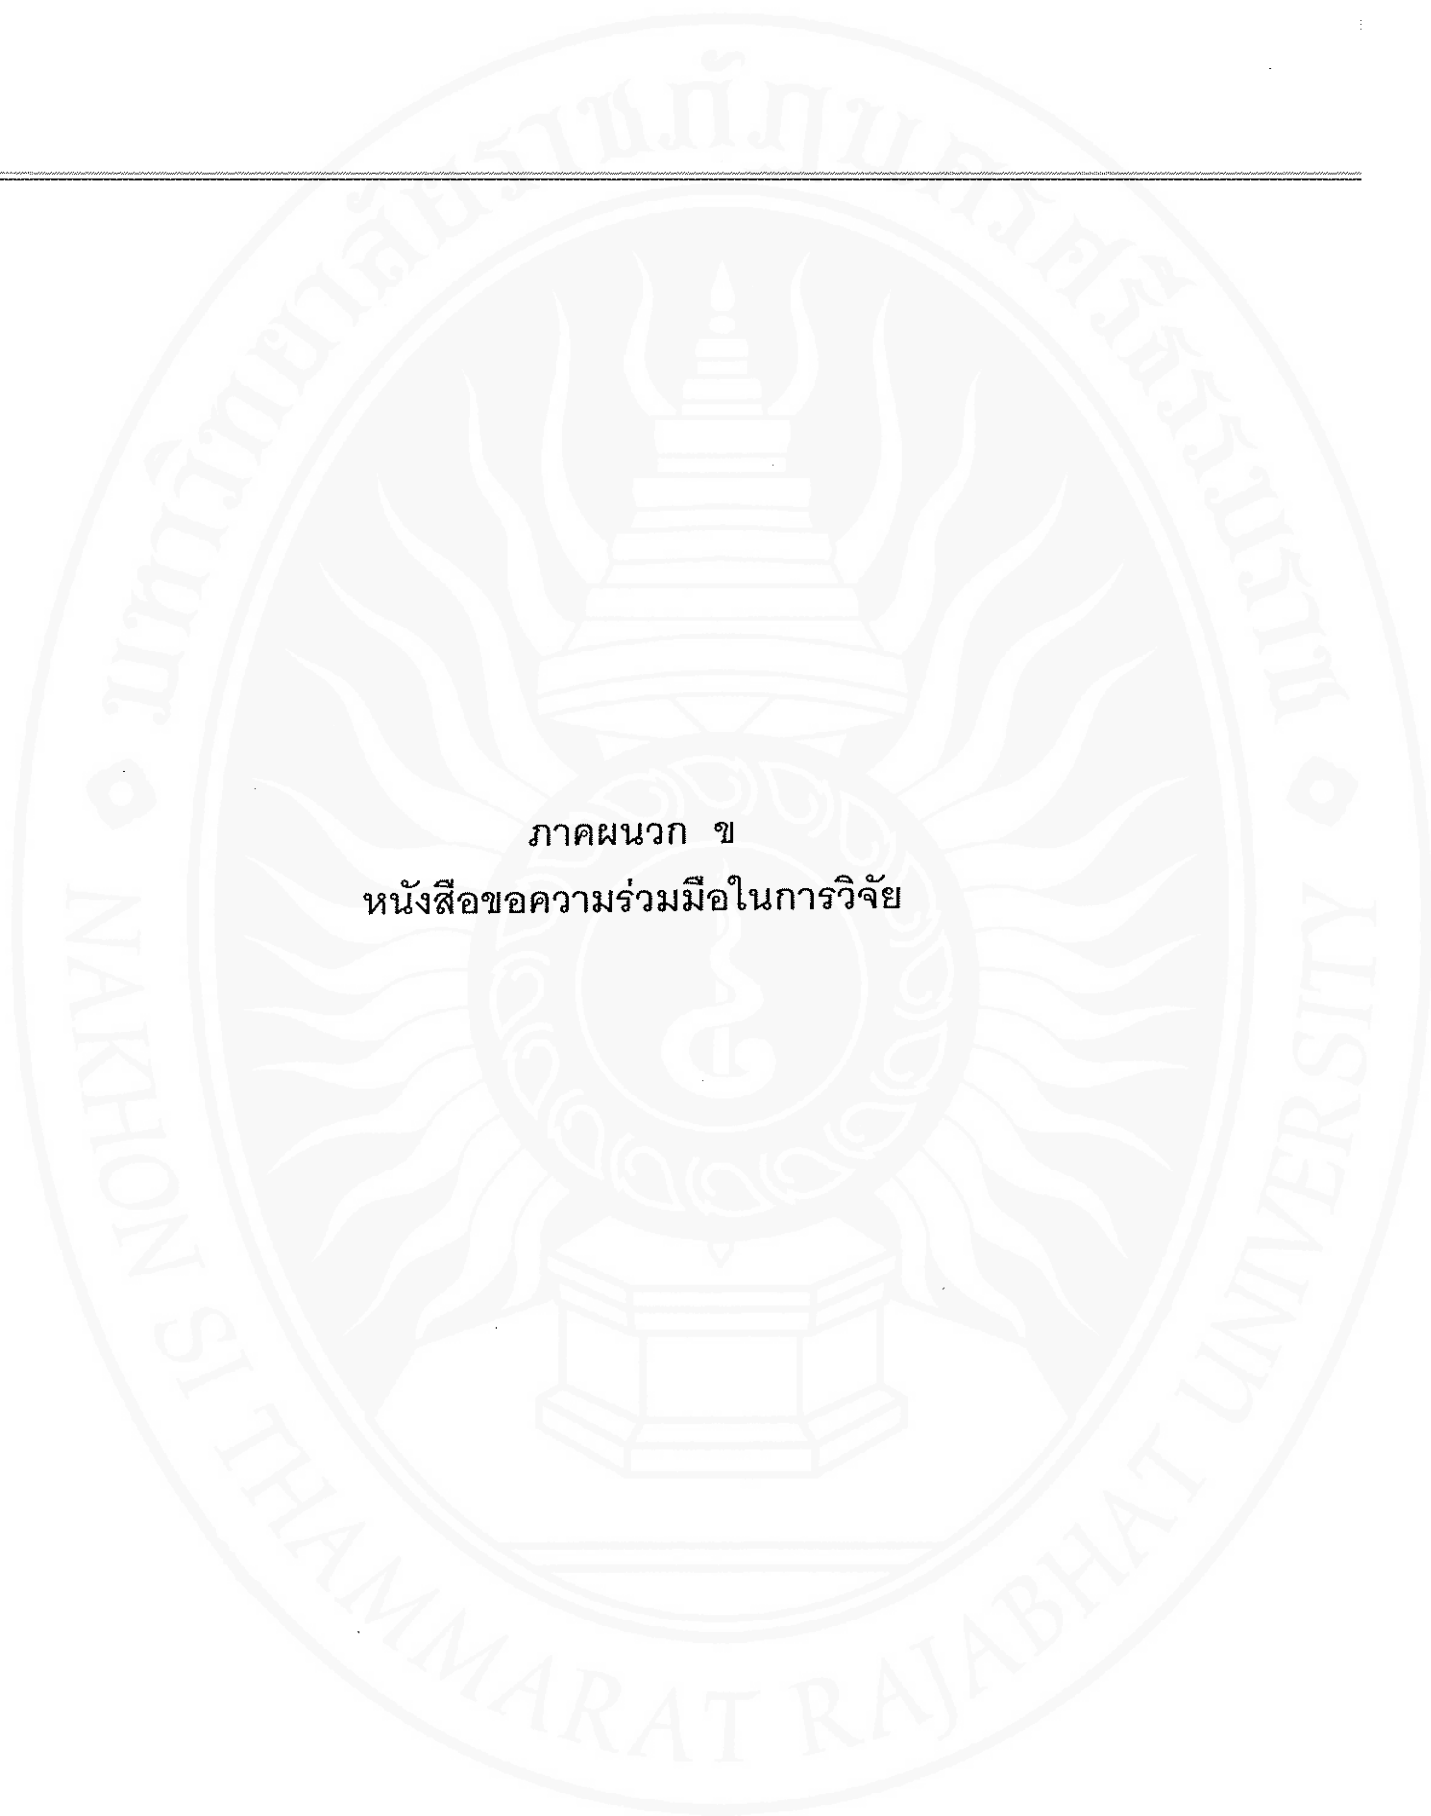 มหาวิทยาลัยราชภัฏนครศรีธรรมราช
ภาคผนวก ข
หนังสือขอความร่วมมือในการวิจัย
NAKHON SI THAMMARAT RAJABHAT UNIVERSITY